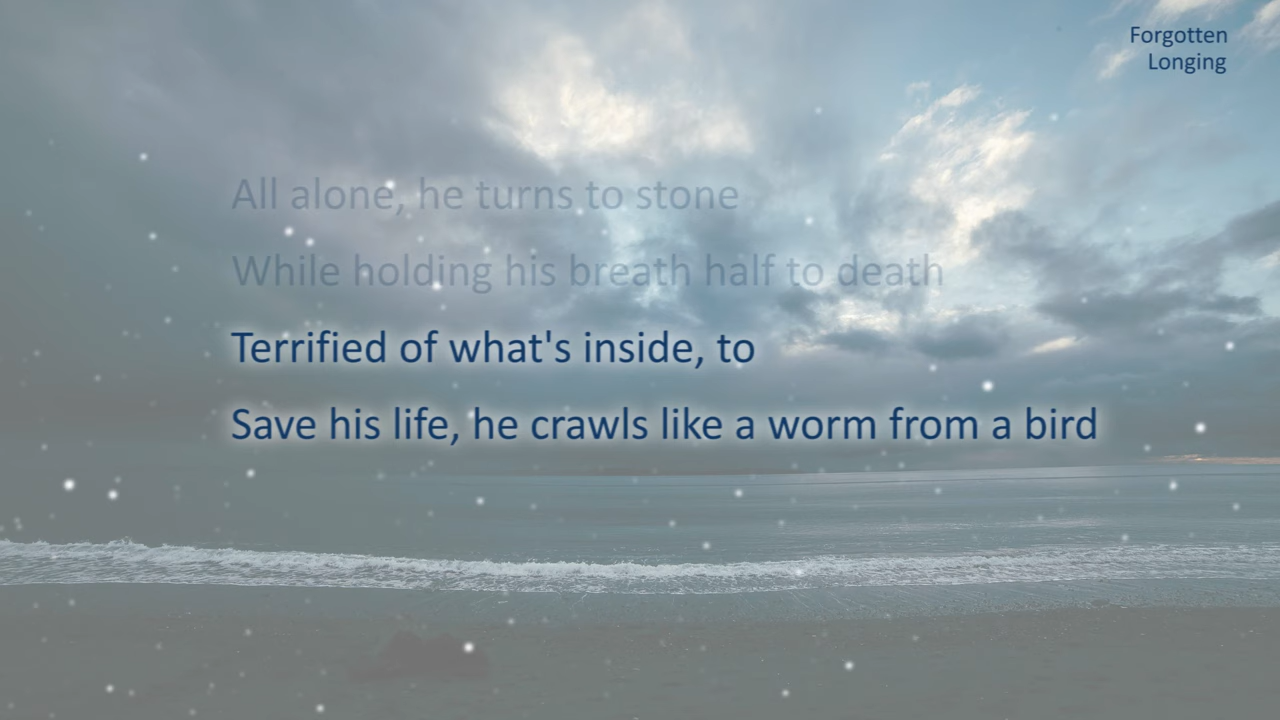 Forgotten
Longing
All alone, he turns to stone
While holding his breath half to death
Terrified of what's inside, to
Save his life, he crawls like a worm from a bird